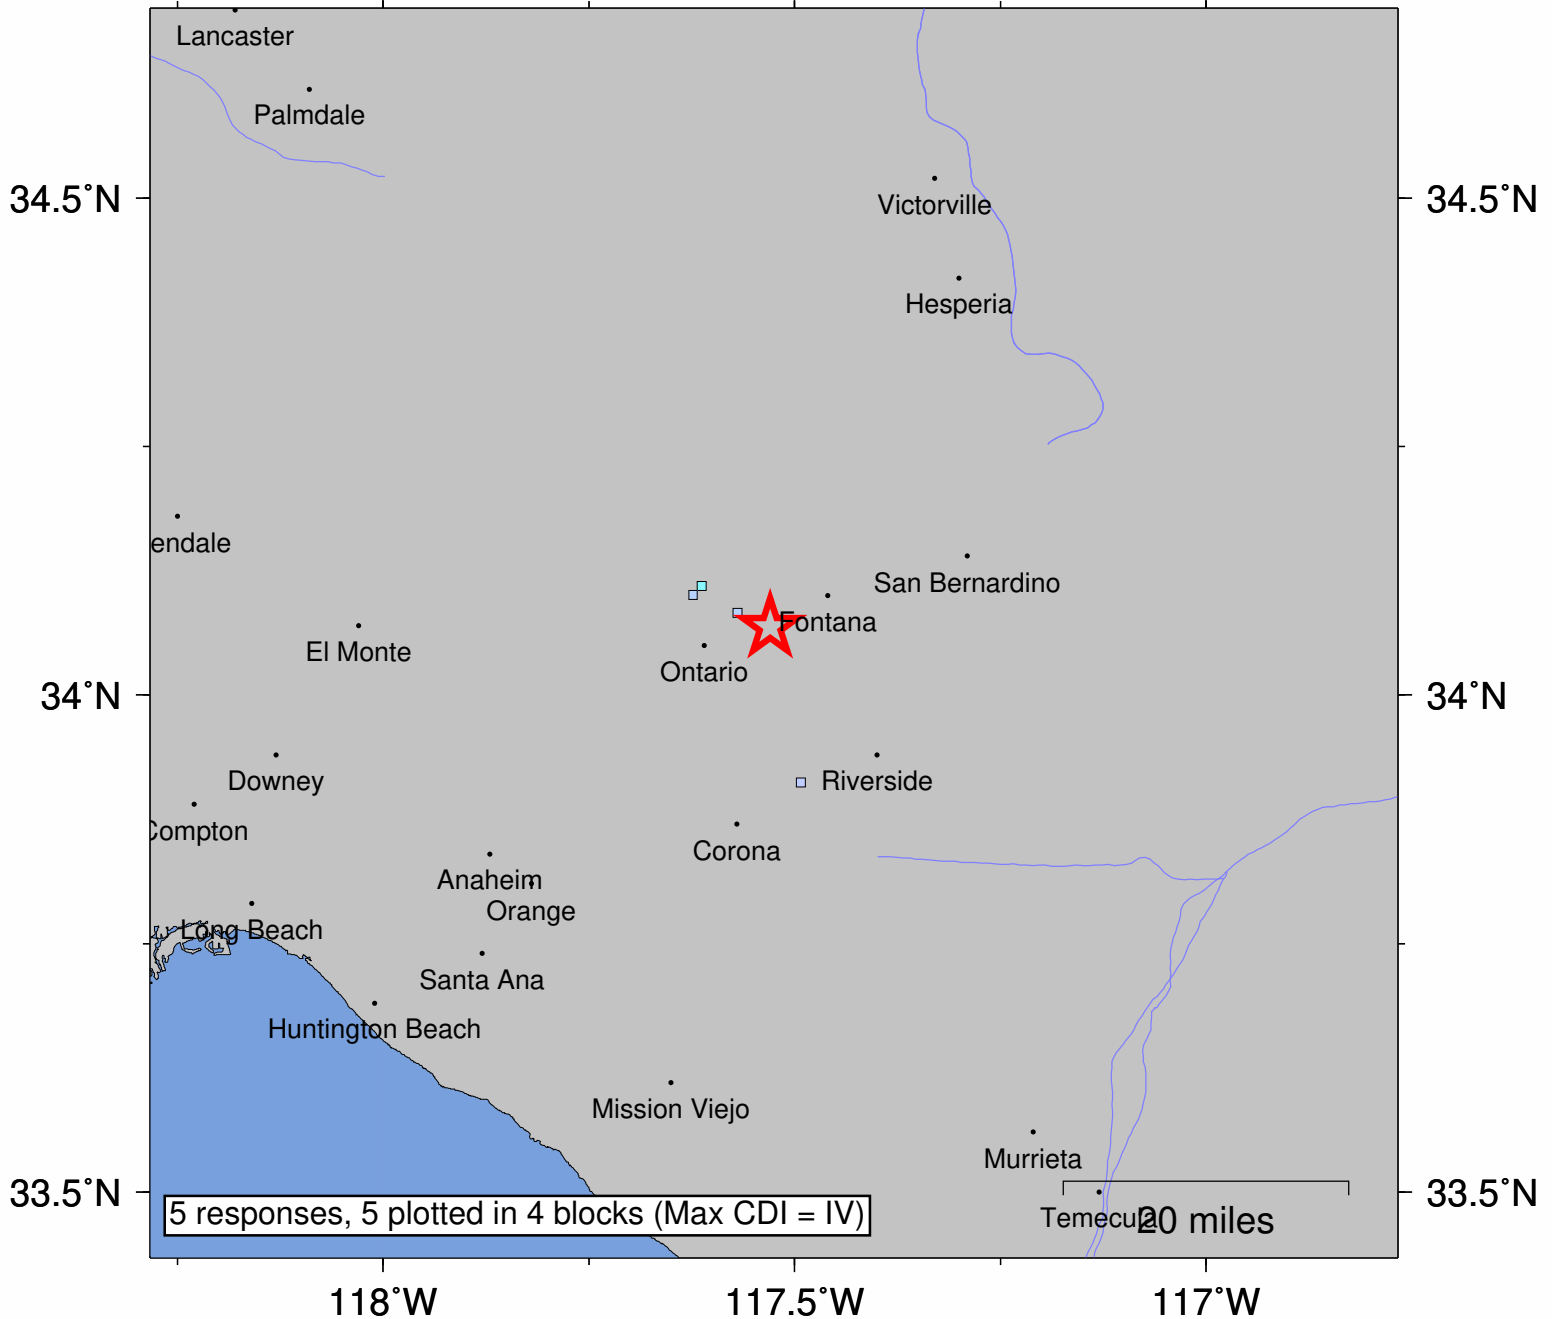 Lancaster
Palmdale
34.5°N
34.5°N
Victorville
Hesperia
endale
San Bernardino
Fontana
El Monte
Ontario
34°N
34°N
Downey
Riverside
Compton
Corona
Anaheim
Orange
Long Beach
Santa Ana
Huntington Beach
Mission Viejo
Murrieta
33.5°N
33.5°N
5 responses, 5 plotted in 4 blocks (Max CDI = IV)
Temecula
20 miles
118°W
117.5°W
117°W